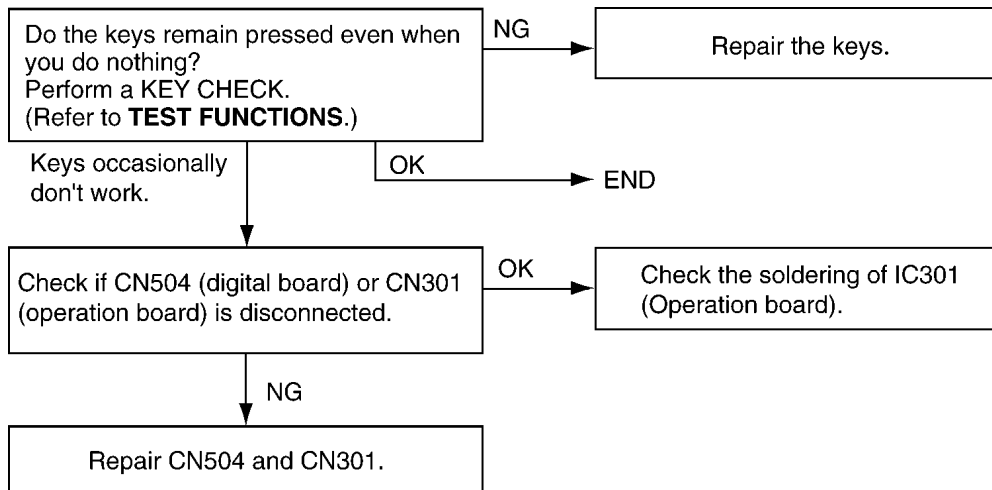 Do the keys remain pressed even when
you do nothing?
Perform a KEY CHECK.
(Refer to TEST FUNCTIONS.)
NG
Repair the keys.
Keys occasionally
don't work.
OK
END
Check if CN504 (digital board) or CN301
(operation board) is disconnected.
OK
Check the soldering of IC301
(Operation board).
NG
Repair CN504 and CN301.